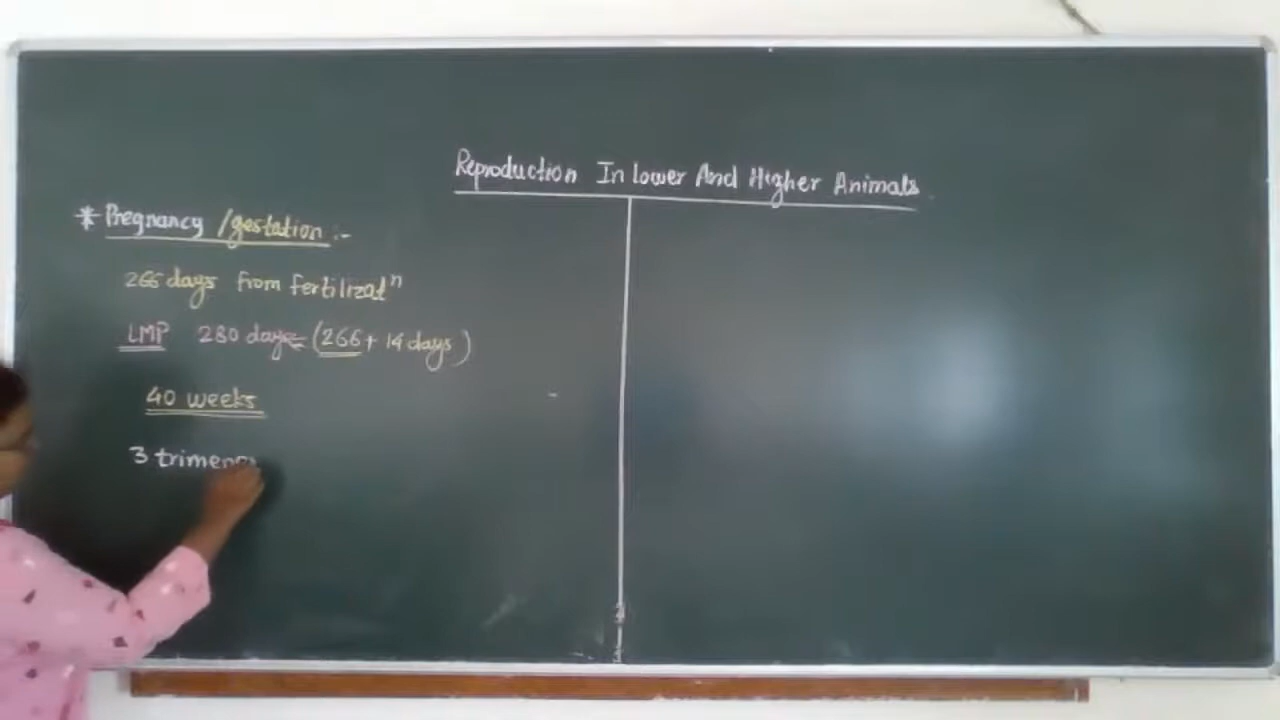 Reproduction In Lower And Higher Animals
* Pregnancy /gestation :-
266 days from fertilizatⁿ
LMP 280 days (266 + 14 days)
40 weeks
3